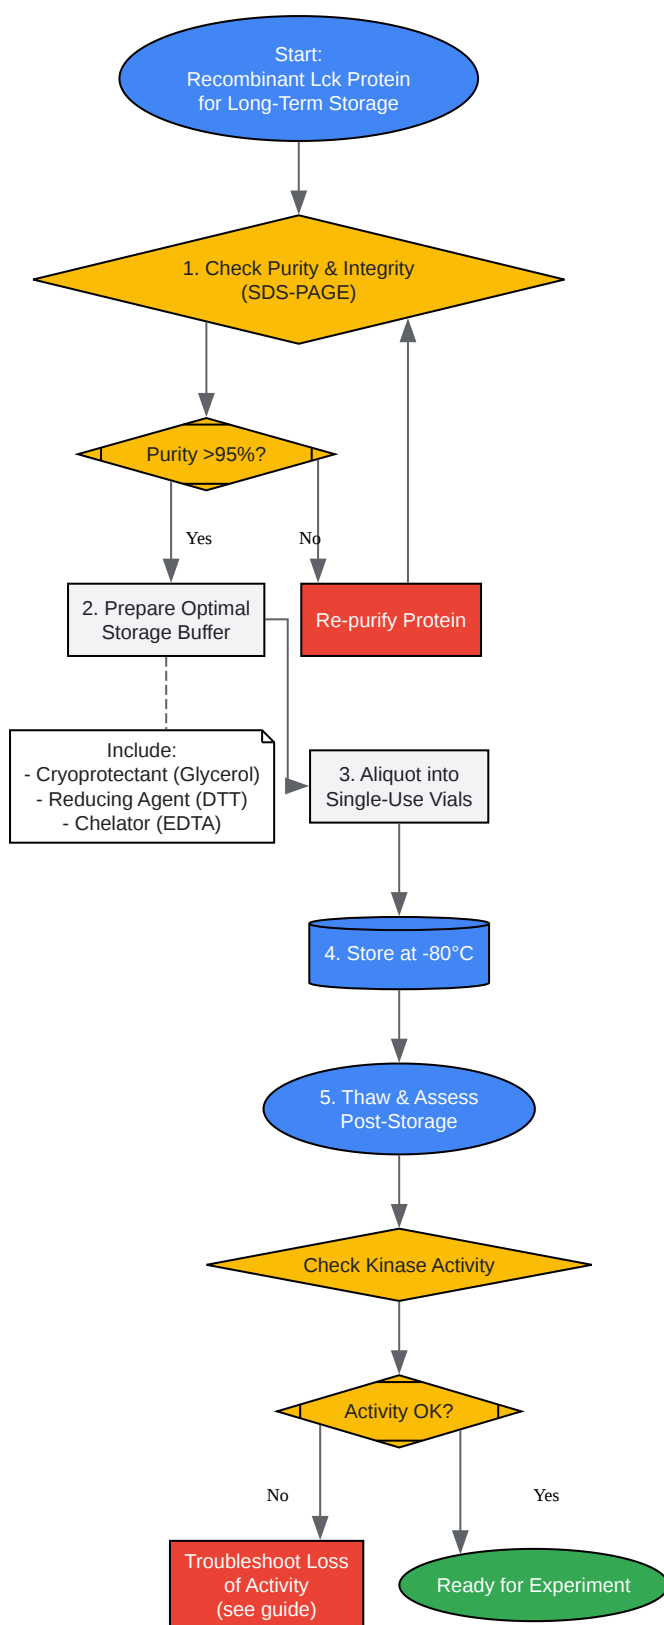 Start:
Recombinant Lck Protein
for Long-Term Storage
1. Check Purity & Integrity
(SDS-PAGE)
Purity >95%?
Yes
No
2. Prepare Optimal
Storage Buffer
Re-purify Protein
Include:
- Cryoprotectant (Glycerol)
- Reducing Agent (DTT)
- Chelator (EDTA)
3. Aliquot into
Single-Use Vials
4. Store at -80°C
5. Thaw & Assess
Post-Storage
Check Kinase Activity
Activity OK?
No
Yes
Troubleshoot Loss
of Activity
(see guide)
Ready for Experiment